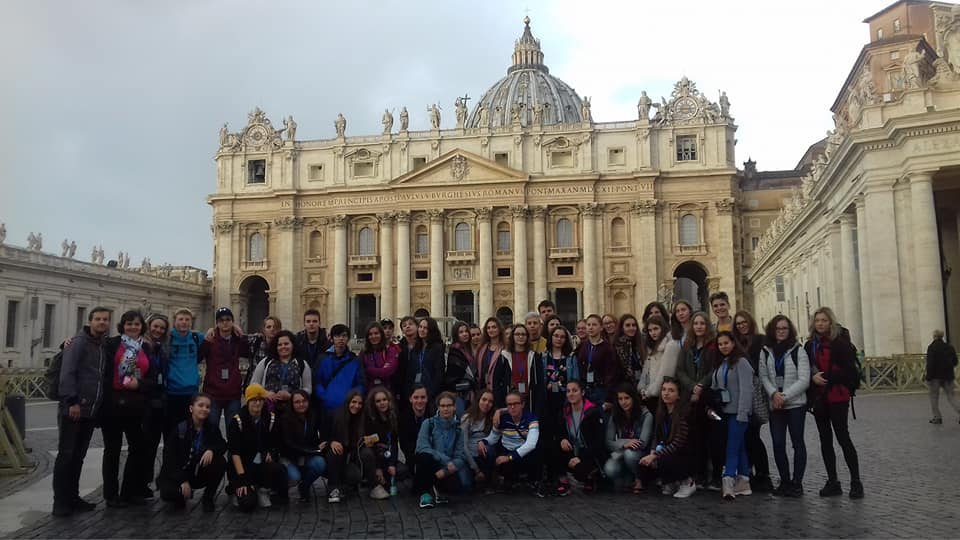 IN HONOREM PRINCIPIS APOST PAVLVS V BVRGHESIVS ROMANVS PONT MAX AN MDCXII PONT VII